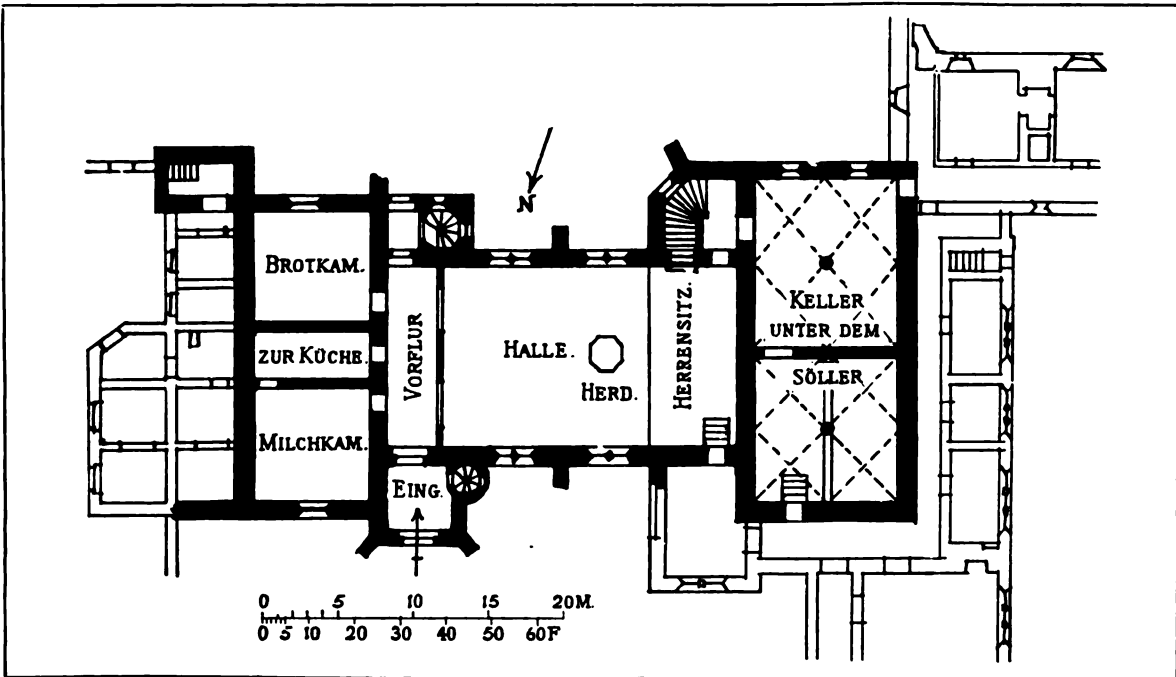 N
BROTKAM.
ZUR KÜCHE.
MILCHKAM.
VORFLUR
HALLE.
HERD.
HERRENSITZ.
KELLER
UNTER DEM
SÖLLER
EING.
0 5 10 15 20M.
0 5 10 20 30 40 50 60F